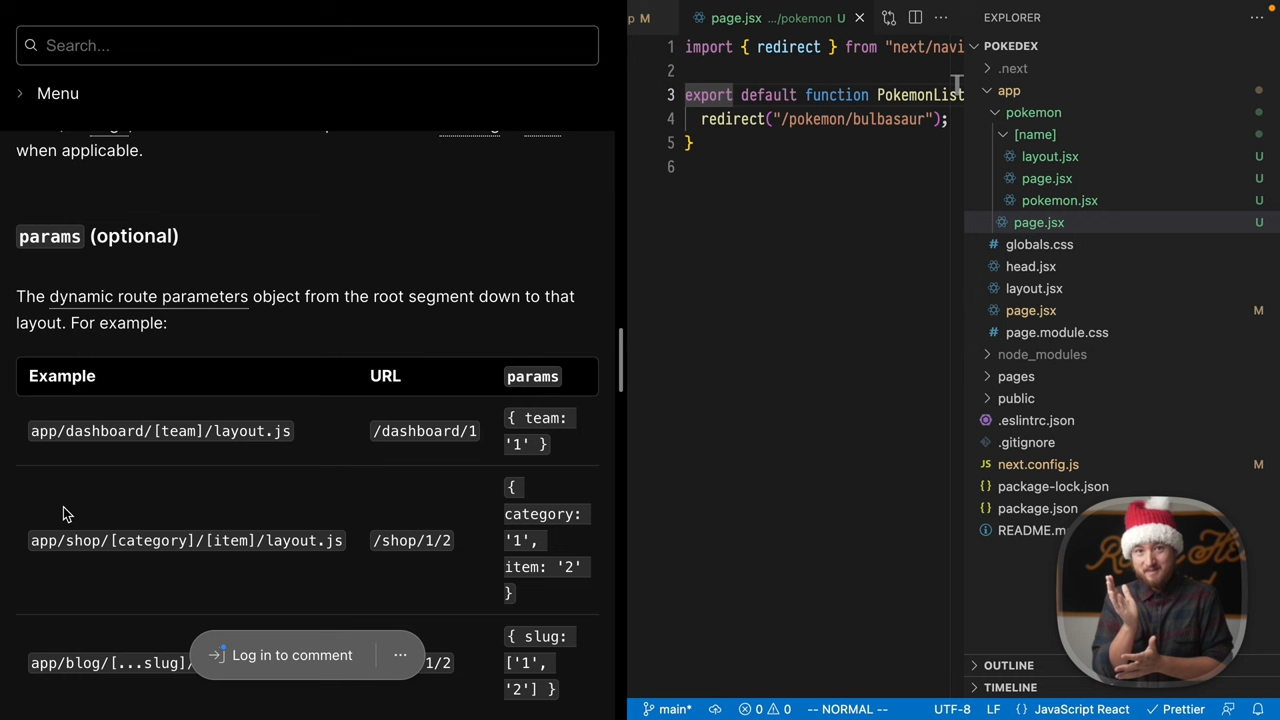 Search...
Menu
when applicable.
params (optional)
The dynamic route parameters object from the root segment down to that
layout. For example:
Example URL params
app/dashboard/[team]/layout.js /dashboard/1 { team:
'1' }
app/shop/[category]/[item]/layout.js /shop/1/2 {
category:
'1',
item: '2'
}
app/blog/[...slug]/ 1/2 { slug:
['1',
'2'] }
Log in to comment
...
p M
page.jsx .../pokemon U
1 import { redirect } from "next/navi
2
3 export default function PokemonList
4 redirect("/pokemon/bulbasaur");
5 }
6
EXPLORER
POKEDEX
.next
app
pokemon
[name]
layout.jsx U
page.jsx U
pokemon.jsx U
page.jsx U
globals.css
head.jsx
layout.jsx
page.jsx M
page.module.css
node_modules
pages
public
.eslintrc.json
.gitignore
JS next.config.js M
{} package-lock.json
{} package.json
README.m
OUTLINE
TIMELINE
main* 0 0 -- NORMAL -- UTF-8 LF {} JavaScript React Prettier